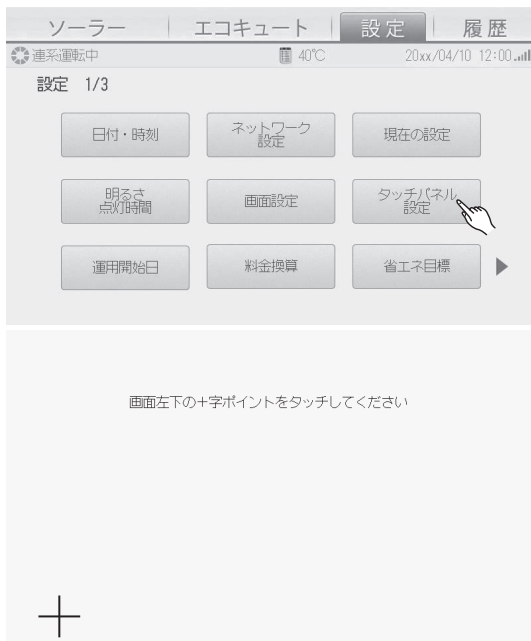 ソーラー エコキュート 設定 履歴
連系運転中 40℃ 20xx/04/10 12:00
設定 1/3
日付・時刻 ネットワーク設定 現在の設定
明るさ点灯時間 画面設定 タッチパネル設定
運用開始日 料金換算 省エネ目標
画面左下の+字ポイントをタッチしてください